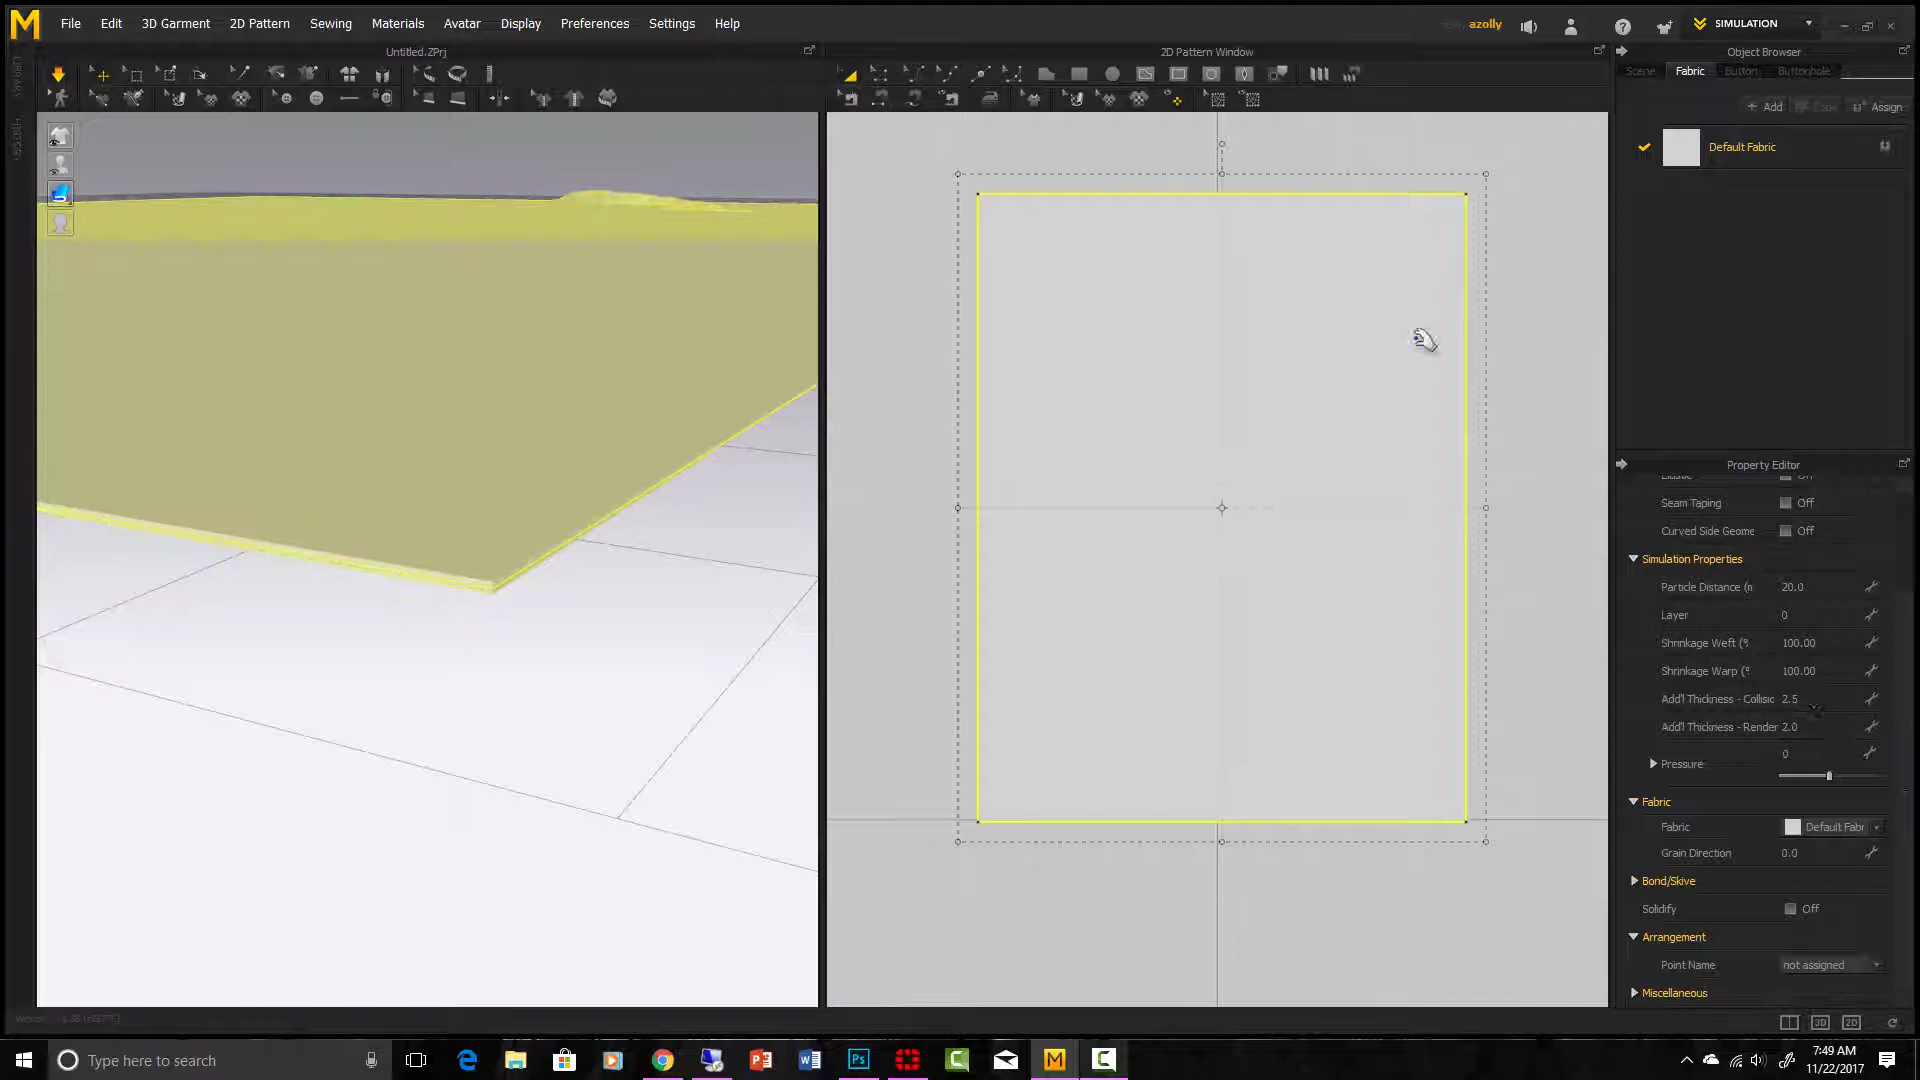 M File Edit 3D Garment 2D Pattern Sewing Materials Avatar Display Preferences Settings Help
azolly
SIMULATION
Untitled.ZPrj
2D Pattern Window
Object Browser
Scene Fabric Button Buttonhole
+ Add Copy Assign
Default Fabric
Property Editor
Elastic Off
Seam Taping Off
Curved Side Geome Off
Simulation Properties
Particle Distance (n 20.0
Layer 0
Shrinkage Weft (% 100.00
Shrinkage Warp (% 100.00
Add'l Thickness - Collisic 2.5
Add'l Thickness - Render 2.0
0
Pressure
Fabric
Fabric Default Fabr
Grain Direction 0.0
Bond/Skive
Solidify Off
Arrangement
Point Name not assigned
Miscellaneous
3D 2D
Type here to search
7:49 AM
11/22/2017